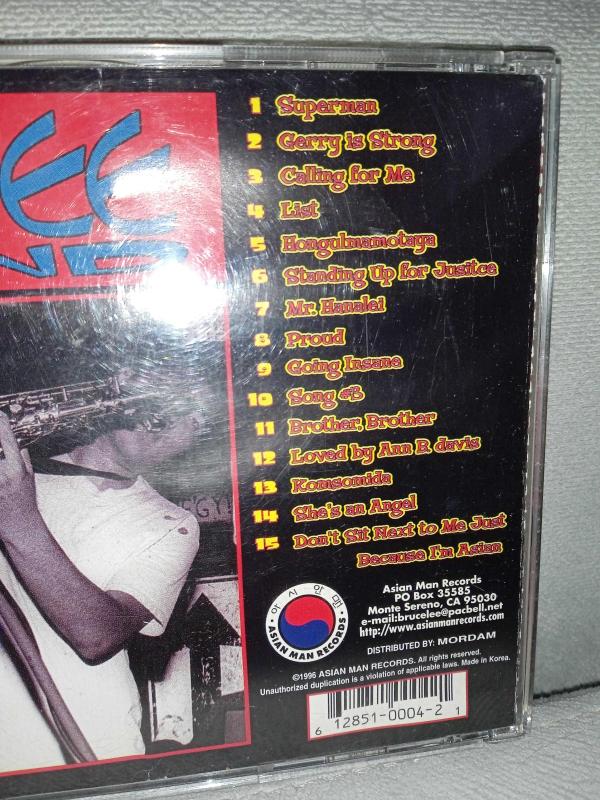 EE
1 Superman
2 Gerry is Strong
3 Calling for Me
4 List
5 Hongulmamotaya
6 Standing Up for Jusitce
7 Mr. Hanalei
8 Proud
9 Going Insane
10 Song #3
11 Brother, Brother
12 Loved by Ann B davis
13 Komsomida
14 She's an Angel
15 Don't Sit Next to Me Just
Because I'm Asian
아시안 맨
• ASIAN MAN RECORDS •
Asian Man Records
PO Box 35585
Monte Sereno, CA 95030
e-mail:brucelee@pacbell.net
http://www.asianmanrecords.com
DISTRIBUTED BY: MORDAM
©1996 ASIAN MAN RECORDS. All rights reserved.
Unauthorized duplication is a violation of applicable laws. Made in Korea.
6 12851-0004-2 1